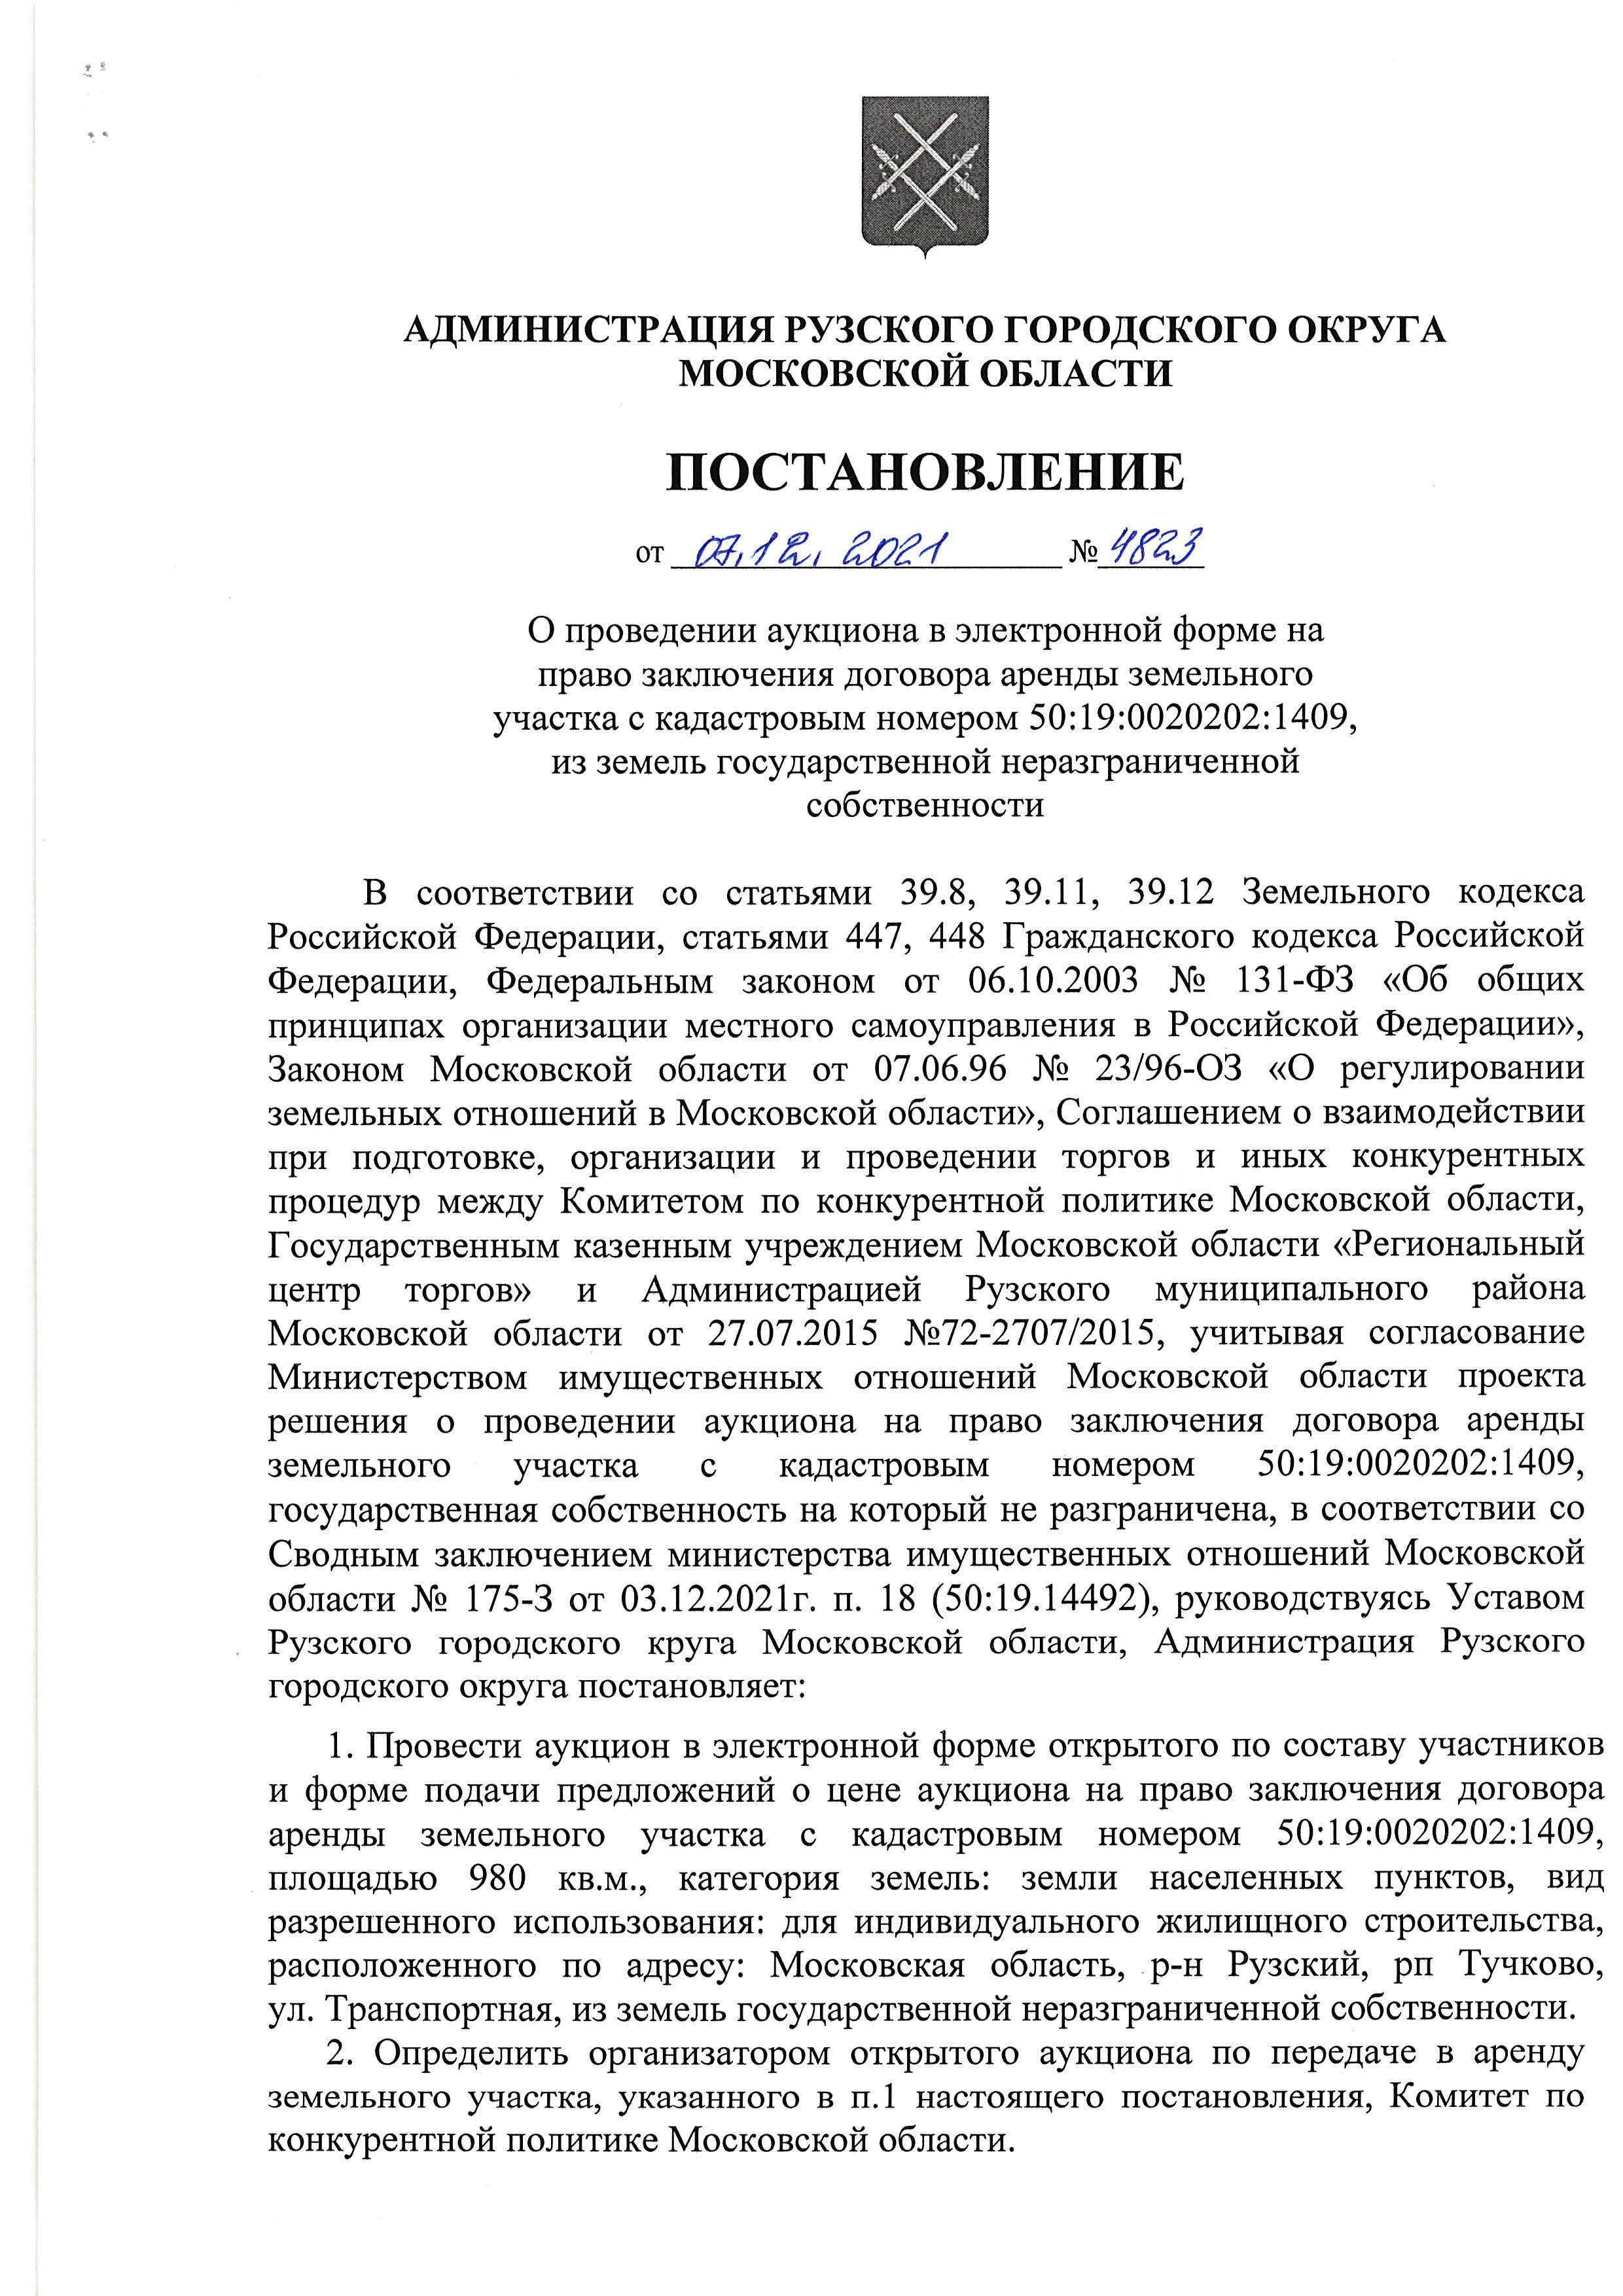 АДМИНИСТРАЦИЯ РУЗСКОГО ГОРОДСКОГО ОКРУГА
МОСКОВСКОЙ ОБЛАСТИ
ПОСТАНОВЛЕНИЕ
от 07.12.2021 № 4823
О проведении аукциона в электронной форме на
право заключения договора аренды земельного
участка с кадастровым номером 50:19:0020202:1409,
из земель государственной неразграниченной
собственности
В соответствии со статьями 39.8, 39.11, 39.12 Земельного кодекса
Российской Федерации, статьями 447, 448 Гражданского кодекса Российской
Федерации, Федеральным законом от 06.10.2003 № 131-ФЗ «Об общих
принципах организации местного самоуправления в Российской Федерации»,
Законом Московской области от 07.06.96 № 23/96-ОЗ «О регулировании
земельных отношений в Московской области», Соглашением о взаимодействии
при подготовке, организации и проведении торгов и иных конкурентных
процедур между Комитетом по конкурентной политике Московской области,
Государственным казенным учреждением Московской области «Региональный
центр торгов» и Администрацией Рузского муниципального района
Московской области от 27.07.2015 №72-2707/2015, учитывая согласование
Министерством имущественных отношений Московской области проекта
решения о проведении аукциона на право заключения договора аренды
земельного участка с кадастровым номером 50:19:0020202:1409,
государственная собственность на который не разграничена, в соответствии со
Сводным заключением министерства имущественных отношений Московской
области № 175-З от 03.12.2021г. п. 18 (50:19.14492), руководствуясь Уставом
Рузского городского круга Московской области, Администрация Рузского
городского округа постановляет:
1. Провести аукцион в электронной форме открытого по составу участников
и форме подачи предложений о цене аукциона на право заключения договора
аренды земельного участка с кадастровым номером 50:19:0020202:1409,
площадью 980 кв.м., категория земель: земли населенных пунктов, вид
разрешенного использования: для индивидуального жилищного строительства,
расположенного по адресу: Московская область, р-н Рузский, рп Тучково,
ул. Транспортная, из земель государственной неразграниченной собственности.
2. Определить организатором открытого аукциона по передаче в аренду
земельного участка, указанного в п.1 настоящего постановления, Комитет по
конкурентной политике Московской области.